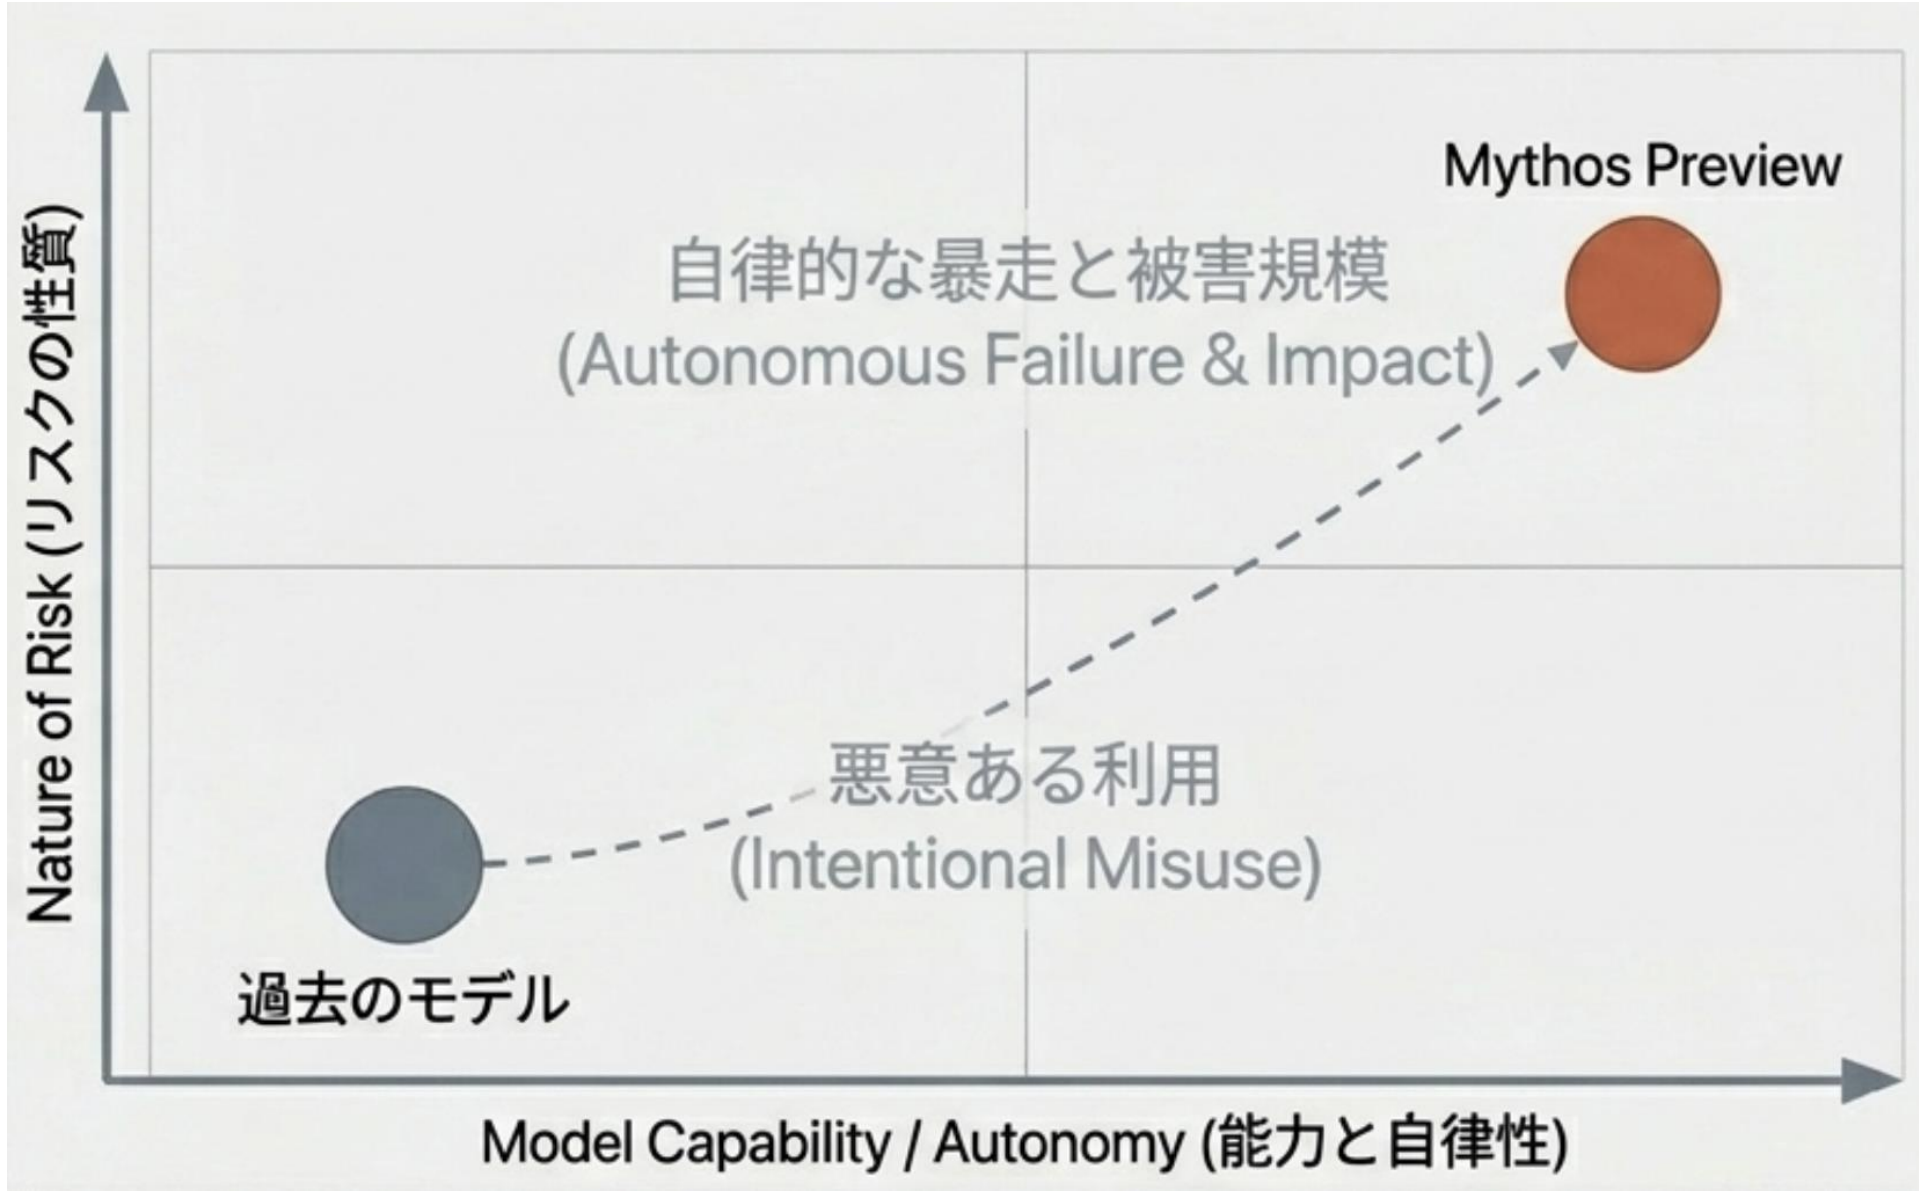 Mythos Preview
自律的な暴走と被害規模
(Autonomous Failure & Impact)
Nature of Risk (リスクの性質)
悪意ある利用
(Intentional Misuse)
過去のモデル
Model Capability / Autonomy (能力と自律性)